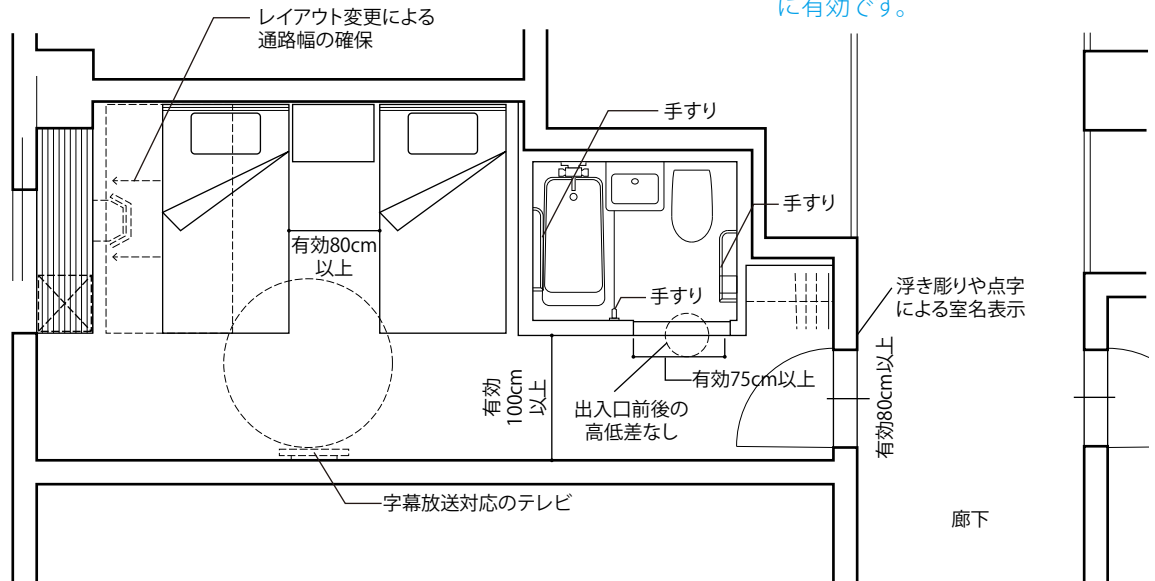 に有効です。
レイアウト変更による
通路幅の確保
手すり
手すり
有効80cm
以上
手すり
浮き彫りや点字
による室名表示
有効75cm以上
有効
100cm
以上
出入口前後の
高低差なし
有効80cm以上
字幕放送対応のテレビ
廊下